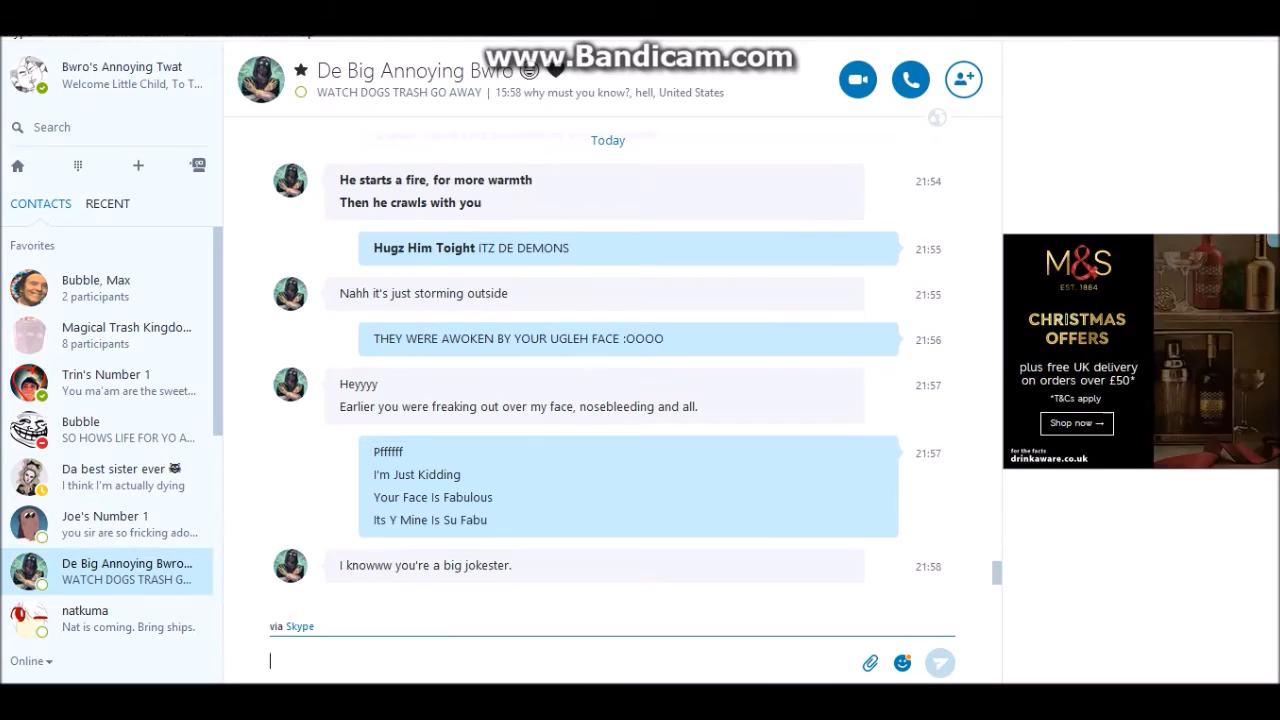 www.Bandicam.com
Bwro's Annoying Twat
Welcome Little Child, To T...
Search
CONTACTS
RECENT
Favorites
Bubble, Max
2 participants
Magical Trash Kingdo...
8 participants
Trin's Number 1
You ma'am are the sweet...
Bubble
SO HOWS LIFE FOR YO A...
Da best sister ever
I think I'm actually dying
Joe's Number 1
you sir are so fricking ado...
De Big Annoying Bwro...
WATCH DOGS TRASH G...
natkuma
Nat is coming. Bring ships.
Online
De Big Annoying Bwro
WATCH DOGS TRASH GO AWAY | 15:58 why must you know?, hell, United States
Today
He starts a fire, for more warmth
Then he crawls with you
21:54
Hugz Him Toight ITZ DE DEMONS
21:55
Nahh it's just storming outside
21:55
THEY WERE AWOKEN BY YOUR UGLEH FACE :OOOO
21:56
Heyyyy
Earlier you were freaking out over my face, nosebleeding and all.
21:57
Pffffff
I'm Just Kidding
Your Face Is Fabulous
Its Y Mine Is Su Fabu
21:57
I knowww you're a big jokester.
21:58
via Skype
M&S
EST. 1884
CHRISTMAS
OFFERS
plus free UK delivery
on orders over £50*
*T&Cs apply
Shop now →
for the facts
drinkaware.co.uk